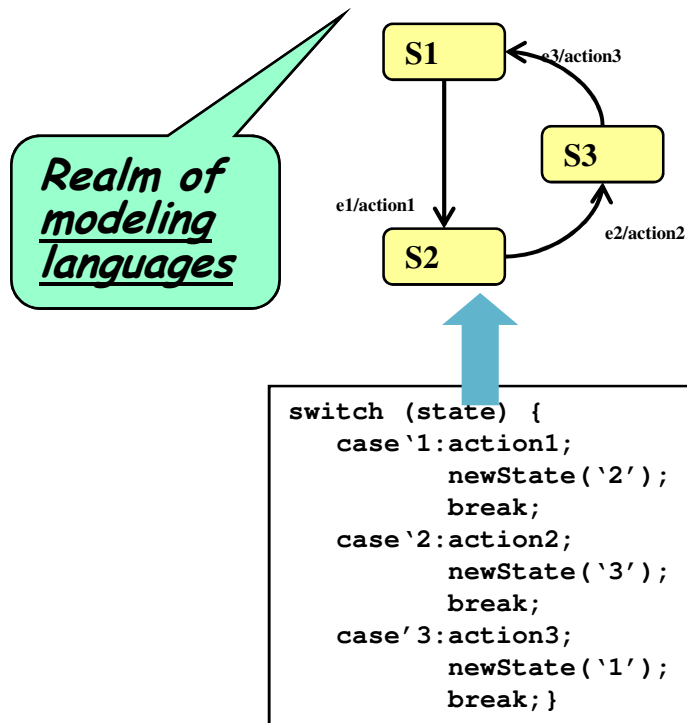 S1
e3/action3
S3
Realm of
modeling
languages
e1/action1
e2/action2
S2
switch (state) {
case‘1:action1;
newState(‘2’);
break;
case‘2:action2;
newState(‘3’);
break;
case’3:action3;
newState(‘1’);
break;}